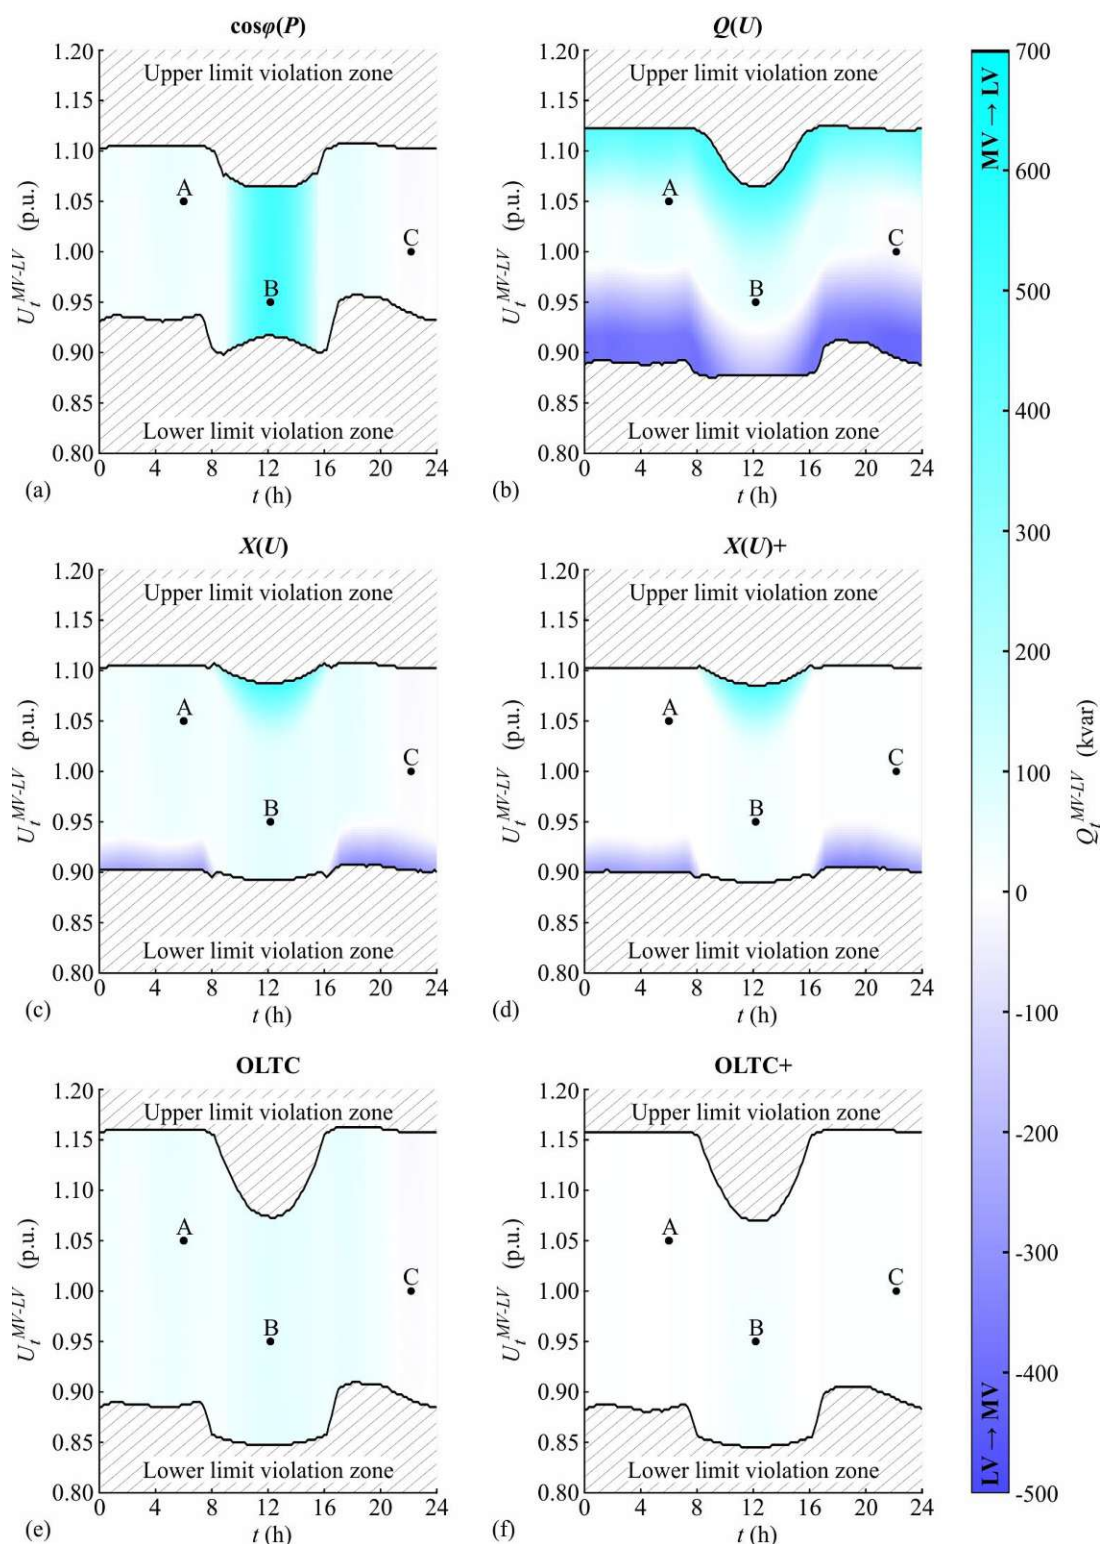 cosφ(P)
1.20
1.15
1.10
1.05
1.00
0.95
0.90
0.85
0.80
U_t^MV-LV (p.u.)
Upper limit violation zone
A
B
C
Lower limit violation zone
0 4 8 12 16 20 24
t (h)
(a)
Q(U)
1.20
1.15
1.10
1.05
1.00
0.95
0.90
0.85
0.80
U_t^MV-LV (p.u.)
Upper limit violation zone
A
B
C
Lower limit violation zone
0 4 8 12 16 20 24
t (h)
(b)
X(U)
1.20
1.15
1.10
1.05
1.00
0.95
0.90
0.85
0.80
U_t^MV-LV (p.u.)
Upper limit violation zone
A
B
C
Lower limit violation zone
0 4 8 12 16 20 24
t (h)
(c)
X(U)+
1.20
1.15
1.10
1.05
1.00
0.95
0.90
0.85
0.80
U_t^MV-LV (p.u.)
Upper limit violation zone
A
B
C
Lower limit violation zone
0 4 8 12 16 20 24
t (h)
(d)
OLTC
1.20
1.15
1.10
1.05
1.00
0.95
0.90
0.85
0.80
U_t^MV-LV (p.u.)
Upper limit violation zone
A
B
C
Lower limit violation zone
0 4 8 12 16 20 24
t (h)
(e)
OLTC+
1.20
1.15
1.10
1.05
1.00
0.95
0.90
0.85
0.80
U_t^MV-LV (p.u.)
Upper limit violation zone
A
B
C
Lower limit violation zone
0 4 8 12 16 20 24
t (h)
(f)
MV → LV
LV → MV
700
600
500
400
300
200
100
0
-100
-200
-300
-400
-500
Q_t^MV-LV (kvar)